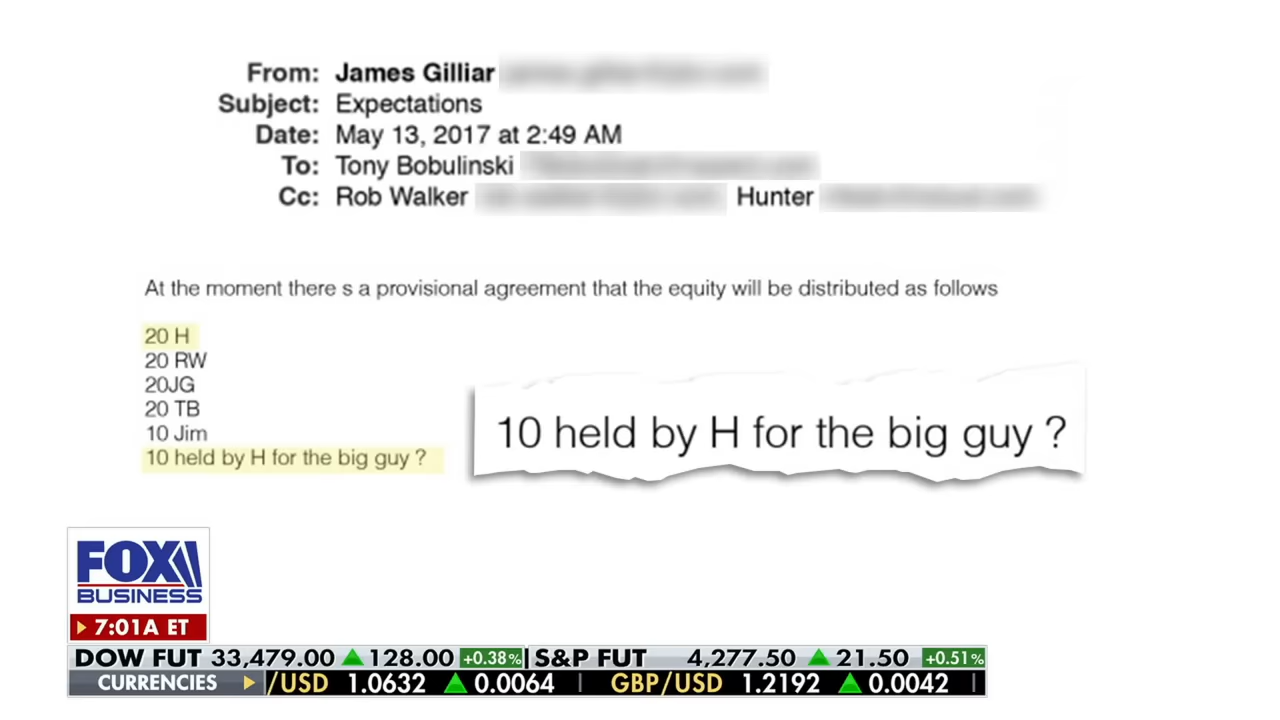 From: James Gilliar
Subject: Expectations
Date: May 13, 2017 at 2:49 AM
To: Tony Bobulinski
Cc: Rob Walker Hunter
At the moment there s a provisional agreement that the equity will be distributed as follows
20 H
20 RW
20JG
20 TB
10 Jim
10 held by H for the big guy ?
10 held by H for the big guy ?
FOX
BUSINESS
7:01A ET
DOW FUT 33,479.00 ▲ 128.00 +0.38% S&P FUT 4,277.50 ▲ 21.50 +0.51%
CURRENCIES /USD 1.0632 ▲ 0.0064 | GBP/USD 1.2192 ▲ 0.0042 |